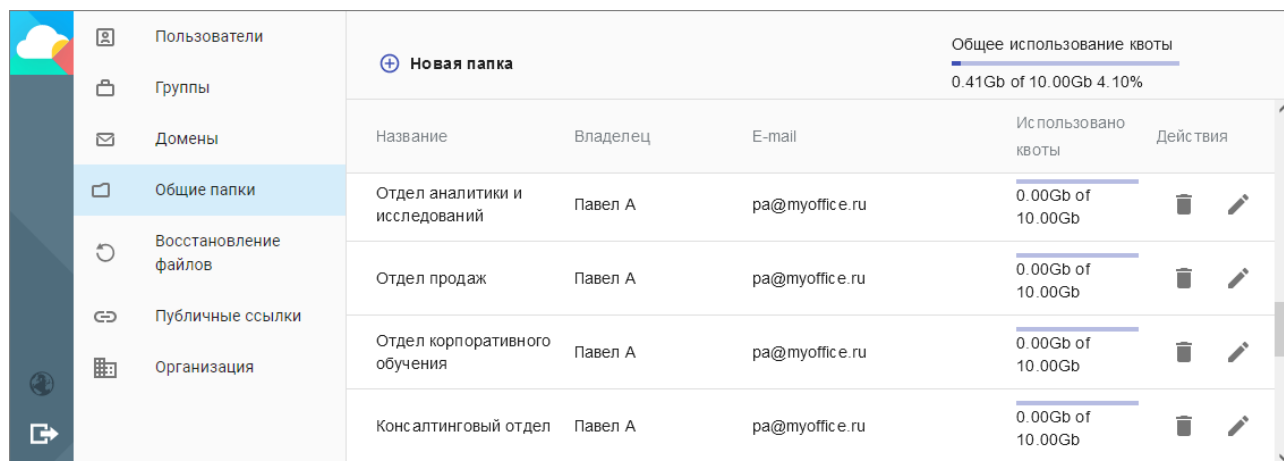 Пользователи
Группы
Домены
Общие папки
Восстановление
файлов
Публичные ссылки
Организация
Новая папка
Общее использование квоты
0.41Gb of 10.00Gb 4.10%
Название
Владелец
E-mail
Использовано
квоты
Действия
Отдел аналитики и
исследований
Павел А
pa@myoffice.ru
0.00Gb of
10.00Gb
Отдел продаж
Павел А
pa@myoffice.ru
0.00Gb of
10.00Gb
Отдел корпоративного
обучения
Павел А
pa@myoffice.ru
0.00Gb of
10.00Gb
Консалтинговый отдел
Павел А
pa@myoffice.ru
0.00Gb of
10.00Gb